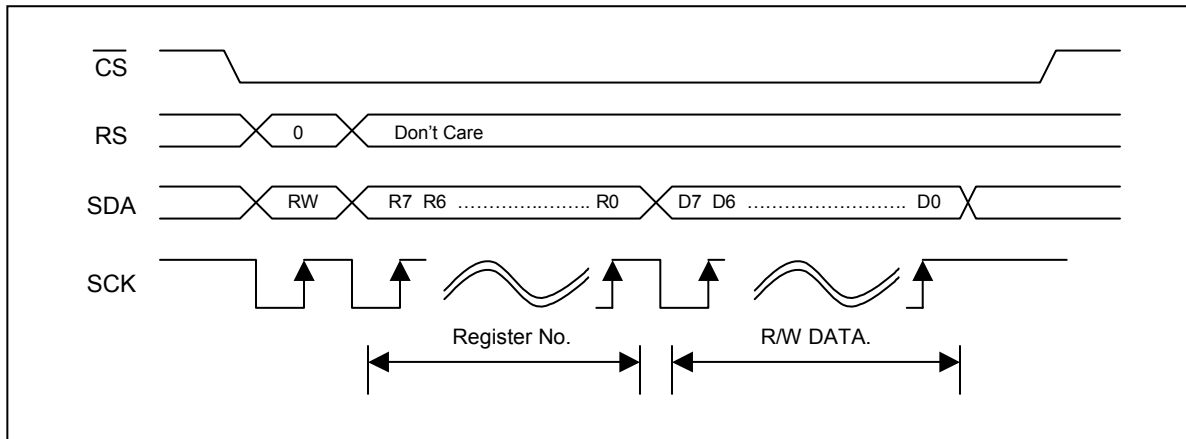 CS
RS 0 Don't Care
SDA RW R7 R6 ........................ R0 D7 D6 ............................ D0
SCK
Register No. R/W DATA.